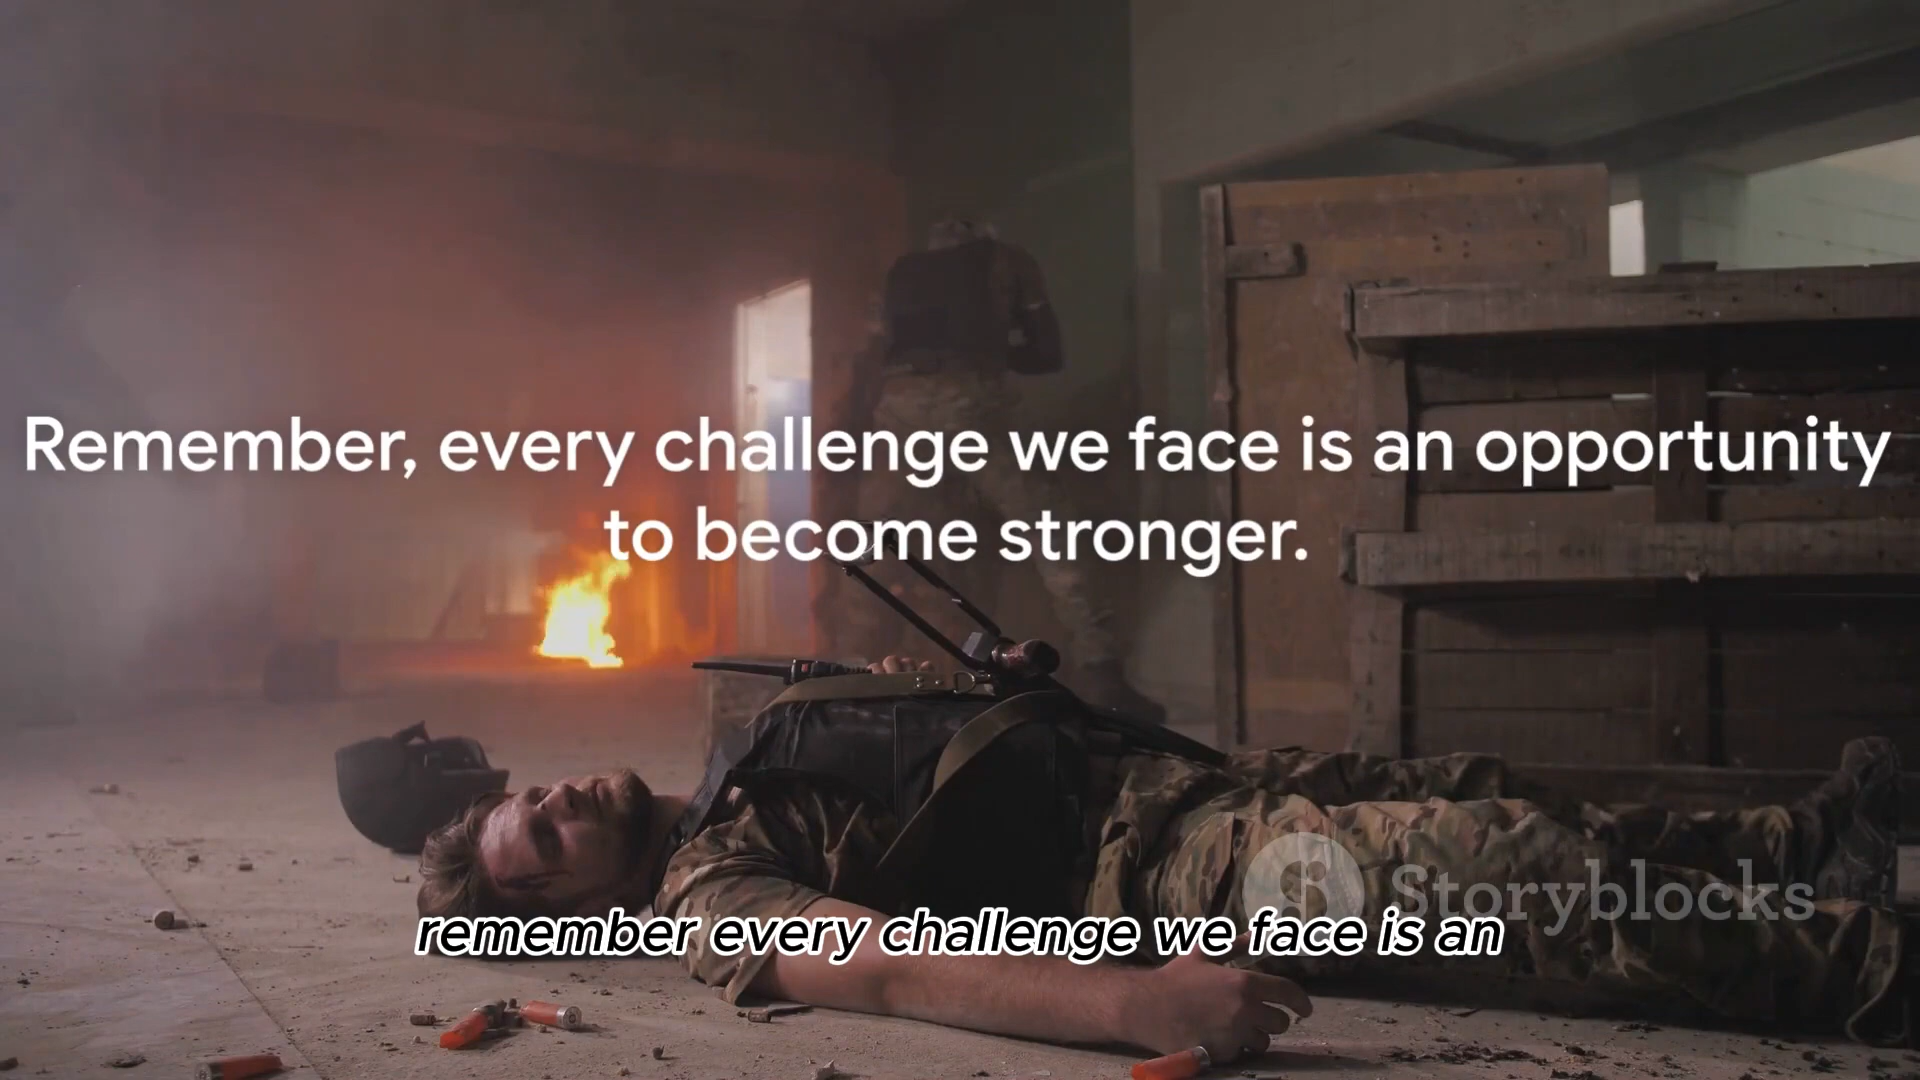 Remember, every challenge we face is an opportunity
to become stronger.
Storyblocks
remember every challenge we face is an